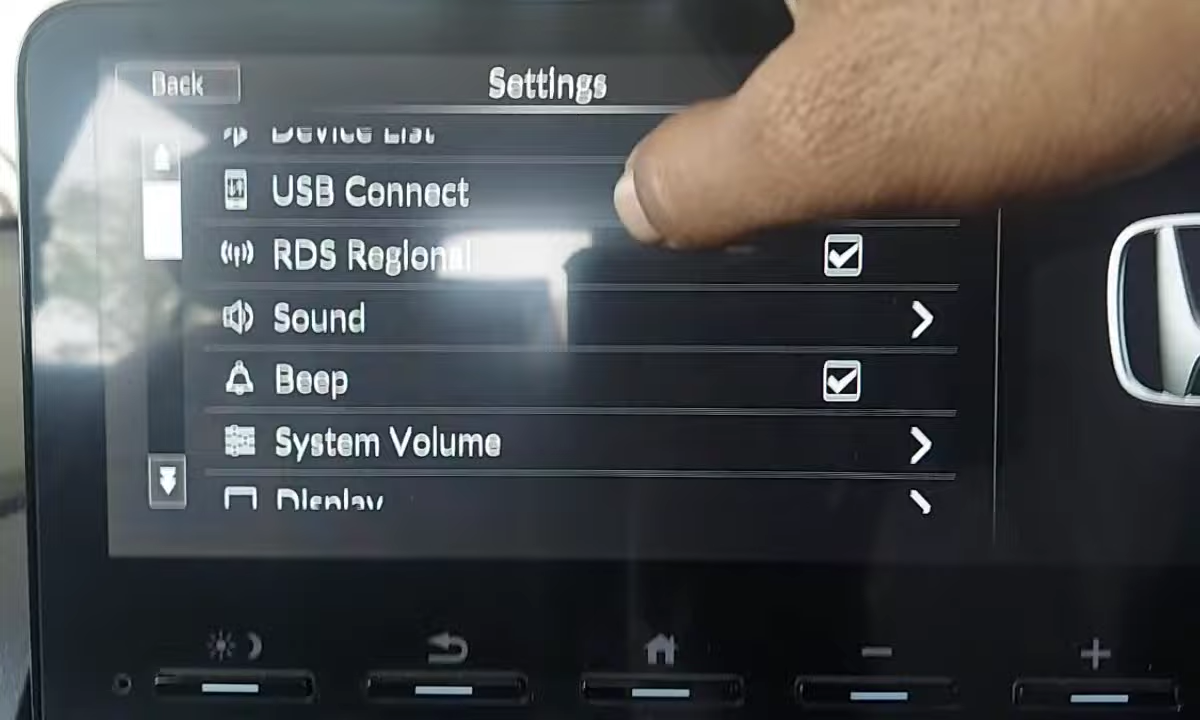 Back
Settings
Device List
USB Connect
RDS Regional
Sound
Beep
System Volume
Display